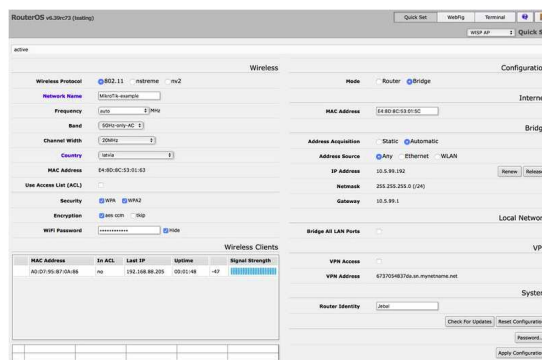 RouterOS v6.39rc73 (testing)
Quick Set WebFig Terminal
WISP AP Quick S
active
Wireless
Wireless Protocol 802.11 nstreme nv2
Network Name MikroTik-example
Frequency auto MHz
Band 5GHz-only-AC
Channel Width 20MHz
Country latvia
MAC Address E4:8D:8C:53:01:63
Use Access List (ACL)
Security WPA WPA2
Encryption aes ccm tkip
WiFi Password ************ Hide
Wireless Clients
MAC Address In ACL Last IP Uptime Signal Strength
A0:D7:95:B7:0A:86 no 192.168.88.205 00:01:48 -47
Configuratio
Mode Router Bridge
Interne
MAC Address E4:8D:8C:53:01:5C
Bridg
Address Acquisition Static Automatic
Address Source Any Ethernet WLAN
IP Address 10.5.99.192 Renew Releas
Netmask 255.255.255.0 (/24)
Gateway 10.5.99.1
Local Networ
Bridge All LAN Ports
VP
VPN Access
VPN Address 6737054837da.sn.mynetname.net
Syste
Router Identity Jebal
Check For Updates Reset Configuratio
Password..
Apply Configuratio